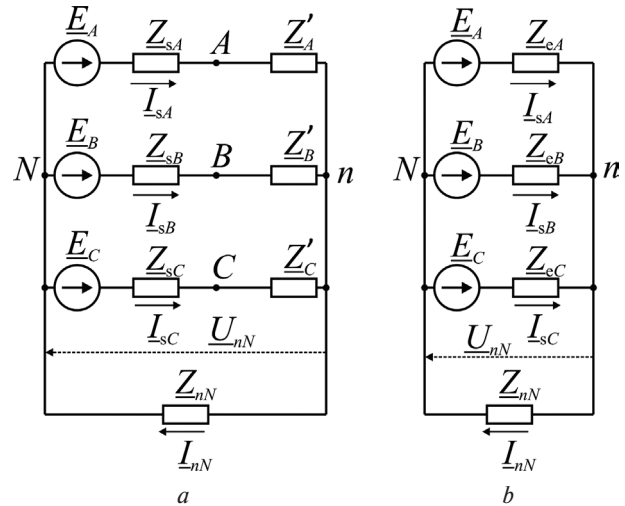 E_A Z_sA A Z'_A
I_sA
E_B Z_sB B Z'_B
N n
I_sB
E_C Z_sC C Z'_C
I_sC
U_nN
Z_nN
I_nN
a
E_A Z_eA
I_sA
E_B Z_eB
N n
I_sB
E_C Z_eC
I_sC
U_nN
Z_nN
I_nN
b